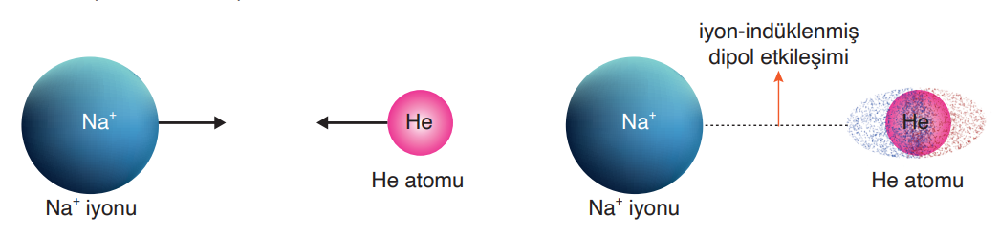 Na⁺
He
He atomu
Na⁺ iyonu
iyon-indüklenmiş
dipol etkileşimi
Na⁺
He
He atomu
Na⁺ iyonu